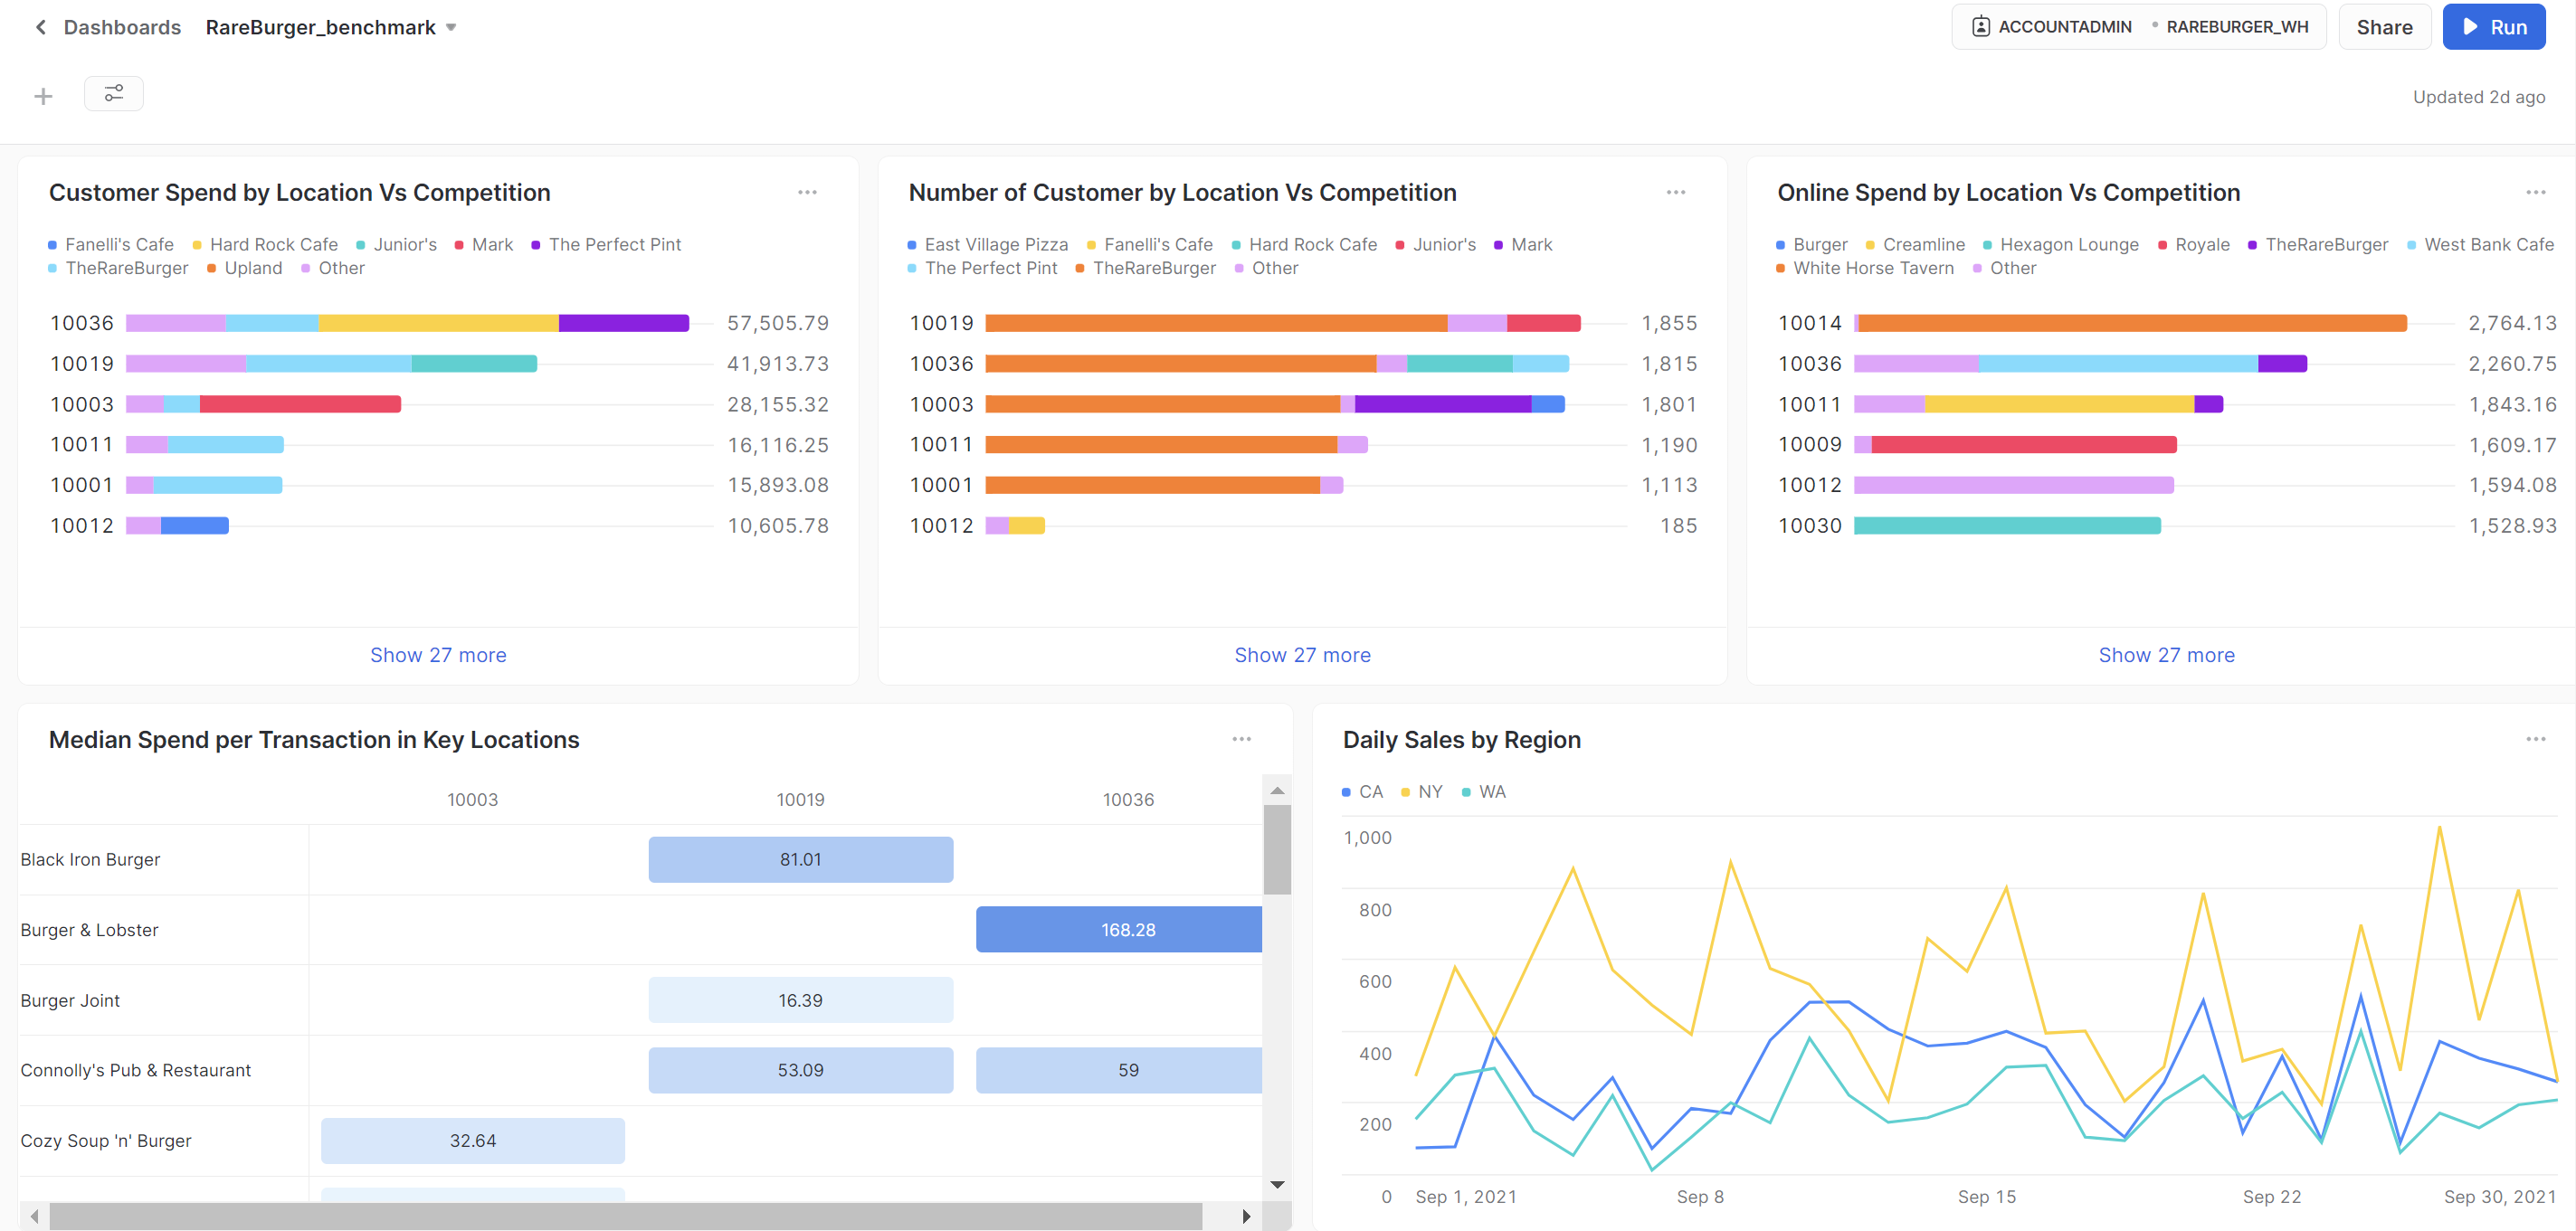 Dashboards RareBurger_benchmark
ACCOUNTADMIN RAREBURGER_WH Share Run
Updated 2d ago
Customer Spend by Location Vs Competition
Fanelli's Cafe Hard Rock Cafe Junior's Mark The Perfect Pint
TheRareBurger Upland Other
10036 57,505.79
10019 41,913.73
10003 28,155.32
10011 16,116.25
10001 15,893.08
10012 10,605.78
Show 27 more
Number of Customer by Location Vs Competition
East Village Pizza Fanelli's Cafe Hard Rock Cafe Junior's Mark
The Perfect Pint TheRareBurger Other
10019 1,855
10036 1,815
10003 1,801
10011 1,190
10001 1,113
10012 185
Show 27 more
Online Spend by Location Vs Competition
Burger Creamline Hexagon Lounge Royale TheRareBurger West Bank Cafe
White Horse Tavern Other
10014 2,764.13
10036 2,260.75
10011 1,843.16
10009 1,609.17
10012 1,594.08
10030 1,528.93
Show 27 more
Median Spend per Transaction in Key Locations
10003 10019 10036
Black Iron Burger 81.01
Burger & Lobster 168.28
Burger Joint 16.39
Connolly's Pub & Restaurant 53.09 59
Cozy Soup 'n' Burger 32.64
Daily Sales by Region
CA NY WA
1,000
800
600
400
200
0 Sep 1, 2021 Sep 8 Sep 15 Sep 22 Sep 30, 2021